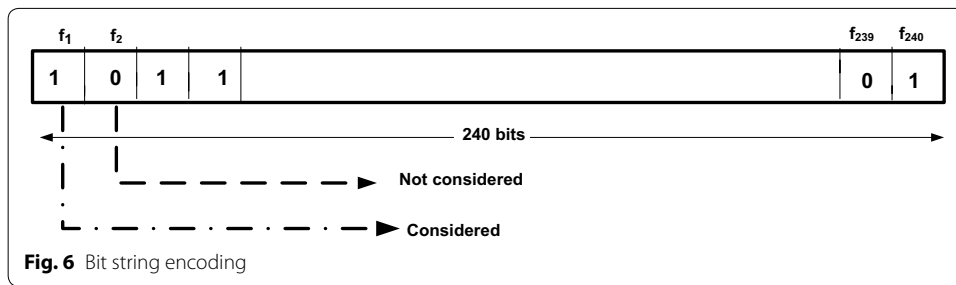 f1 f2 f239 f240
1 0 1 1 0 1
240 bits
Not considered
Considered
Fig. 6 Bit string encoding